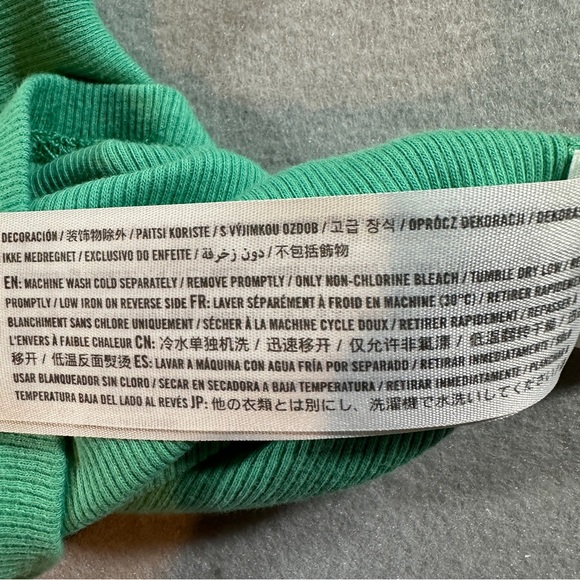 DECORACIÓN / 装饰物除外 / PAITSI KORISTE / S VÝJIMKOU OZDOB / 고급 장식 / OPRÓCZ DEKORACJI / DEKORA
IKKE MEDREGNET / EXCLUSIVO DO ENFEITE / دون زخرفة / 不包括飾物
EN: MACHINE WASH COLD SEPARATELY / REMOVE PROMPTLY / ONLY NON-CHLORINE BLEACH / TUMBLE DRY LOW / RE
PROMPTLY / LOW IRON ON REVERSE SIDE FR: LAVER SÉPARÉMENT À FROID EN MACHINE (30°C) / RETIRER RAPIDEMEN
BLANCHIMENT SANS CHLORE UNIQUEMENT / SÉCHER À LA MACHINE CYCLE DOUX / RETIRER RAPIDEMENT / REPASSER
L'ENVERS À FAIBLE CHALEUR CN: 冷水单独机洗 / 迅速移开 / 仅允许非氯漂 / 低温翻转干燥
移开 / 低温反面熨烫 ES: LAVAR A MÁQUINA CON AGUA FRÍA POR SEPARADO / RETIRAR INMEDIATAMENTE /
USAR BLANQUEADOR SIN CLORO / SECAR EN SECADORA A BAJA TEMPERATURA / RETIRAR INMEDIATAMENTE / PLANCHAR
TEMPERATURA BAJA DEL LADO AL REVÉS JP: 他の衣類とは別にし、洗濯機で水洗いしてくださ